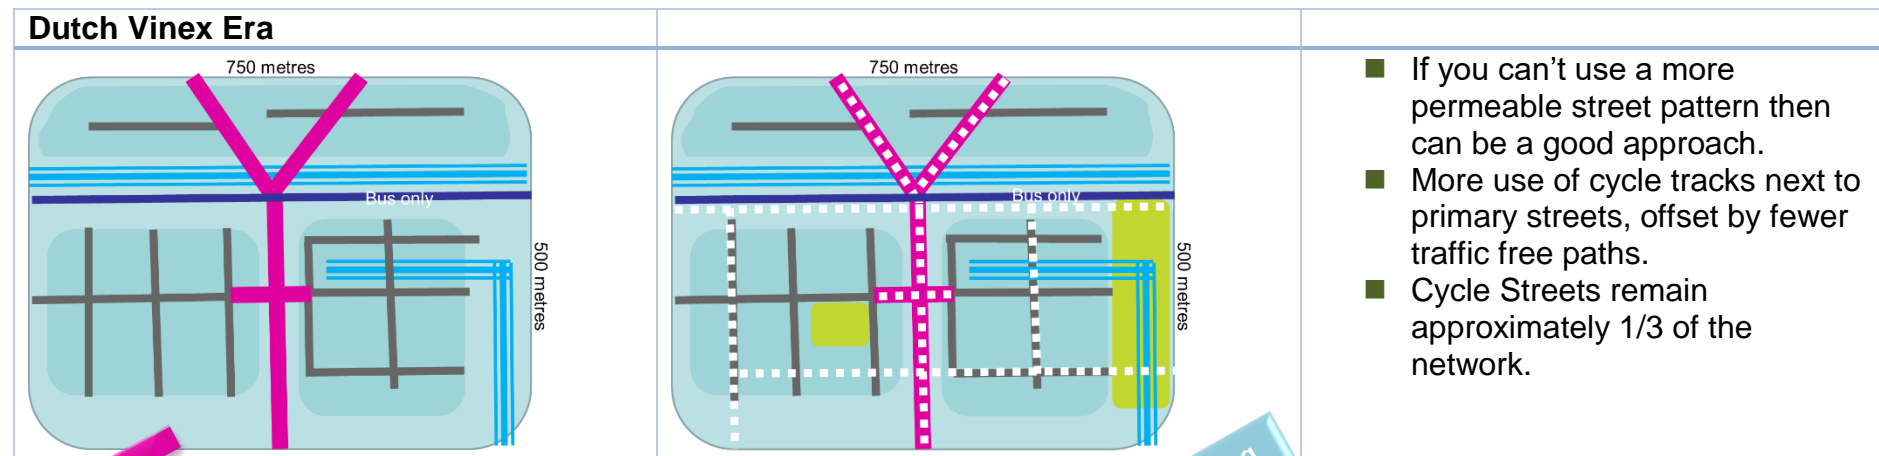 Dutch Vinex Era
750 metres
Bus only
500 metres
750 metres
Bus only
500 metres
■ If you can’t use a more
permeable street pattern then
can be a good approach.
■ More use of cycle tracks next to
primary streets, offset by fewer
traffic free paths.
■ Cycle Streets remain
approximately 1/3 of the
network.